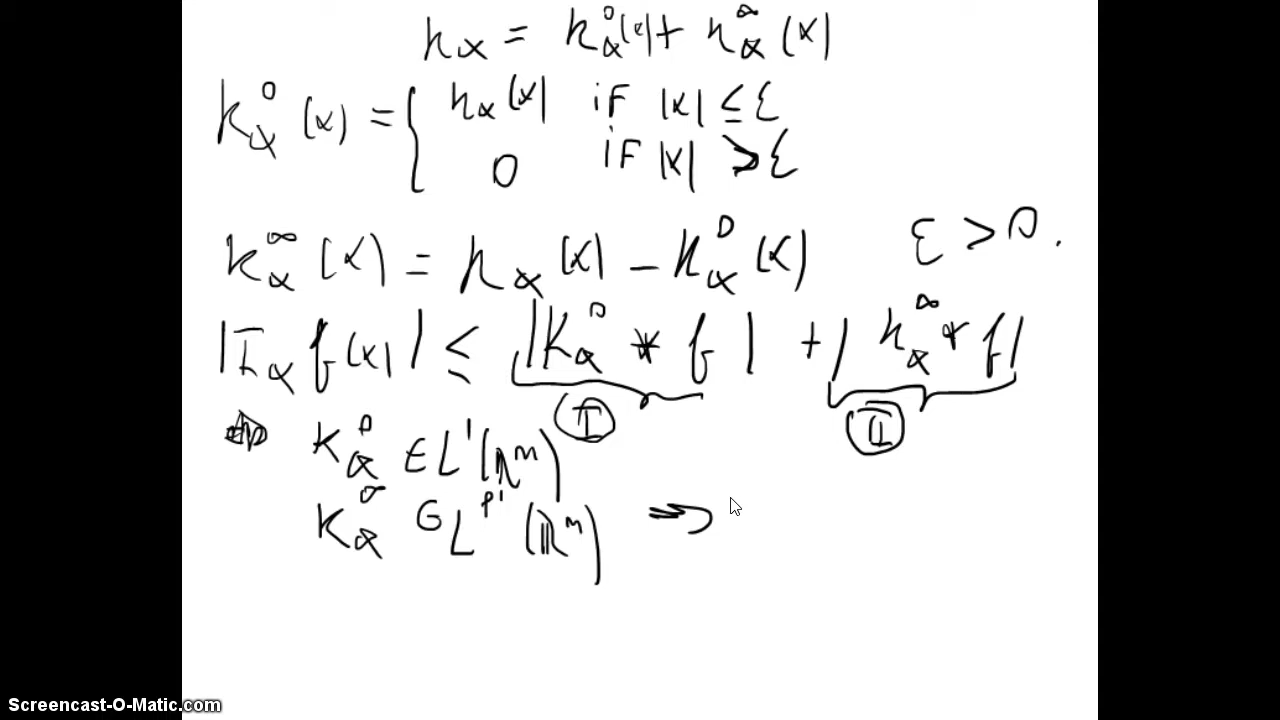 k_α = k_α^0(x) + k_α^∞(x)
k_α^0(x) = { k_α(x) if |x| ≤ ε
0 if |x| > ε
k_α^∞(x) = k_α(x) - k_α^0(x) ε > 0.
|I_α f(x)| ≤ |k_α^0 * f| + |k_α^∞ * f|
I II
k_α^0 ∈ L^1(ℝ^n)
k_α^∞ ∈ L^{p'}(ℝ^n) ⇒
Screencast-O-Matic.com